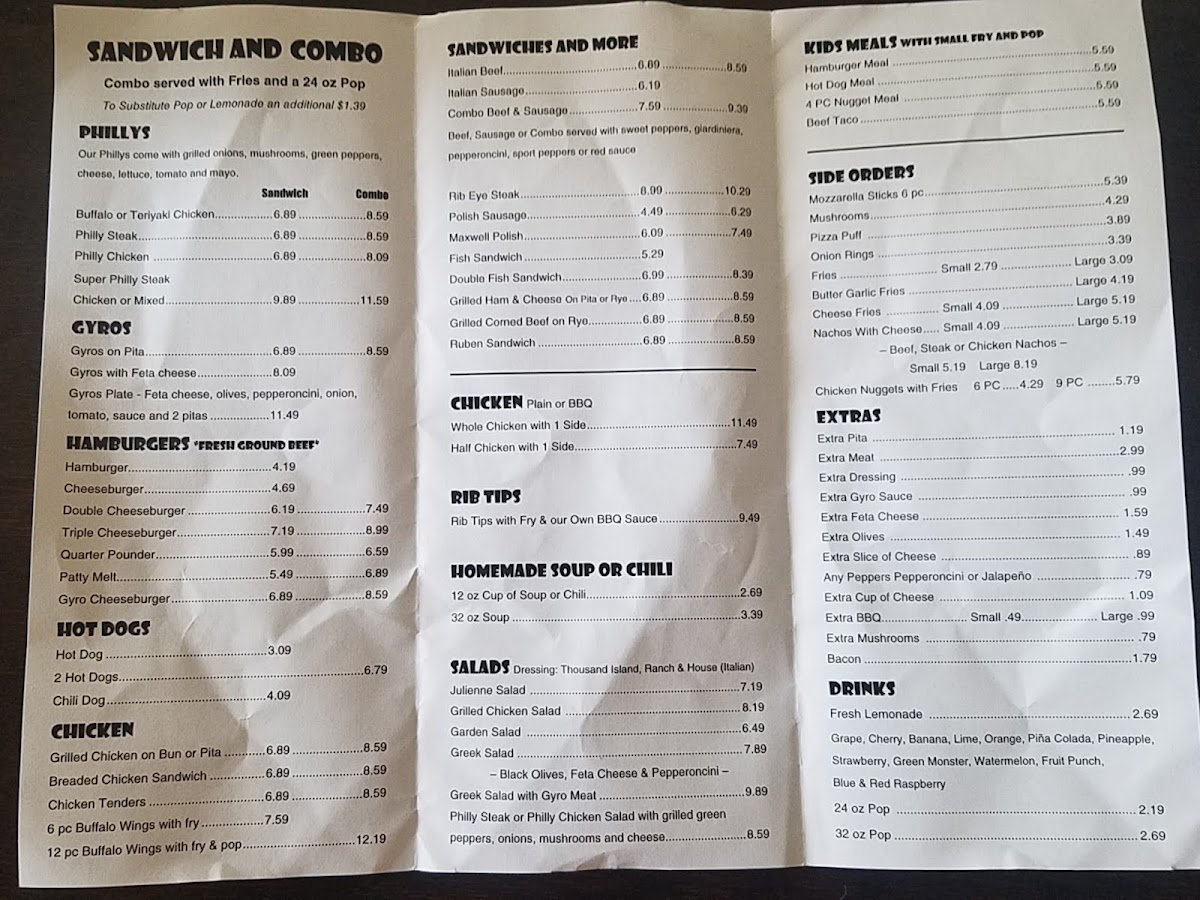 SANDWICH AND COMBO
Combo served with Fries and a 24 oz Pop
To Substitute Pop or Lemonade an additional $1.39
PHILLYS
Our Phillys come with grilled onions, mushrooms, green peppers,
cheese, lettuce, tomato and mayo.
Sandwich Combo
Buffalo or Teriyaki Chicken 6.89 8.59
Philly Steak 6.89 8.59
Philly Chicken 6.89 8.09
Super Philly Steak
Chicken or Mixed 9.89 11.59
GYROS
Gyros on Pita 6.89 8.59
Gyros with Feta cheese 8.09
Gyros Plate - Feta cheese, olives, pepperoncini, onion,
tomato, sauce and 2 pitas 11.49
HAMBURGERS *FRESH GROUND BEEF*
Hamburger 4.19
Cheeseburger 4.69
Double Cheeseburger 6.19 7.49
Triple Cheeseburger 7.19 8.99
Quarter Pounder 5.99 6.59
Patty Melt 5.49 6.89
Gyro Cheeseburger 6.89 8.59
HOT DOGS
Hot Dog 3.09
2 Hot Dogs 6.79
Chili Dog 4.09
CHICKEN
Grilled Chicken on Bun or Pita 6.89 8.59
Breaded Chicken Sandwich 6.89 8.59
Chicken Tenders 6.89 8.59
6 pc Buffalo Wings with fry 7.59
12 pc Buffalo Wings with fry & pop 12.19
SANDWICHES AND MORE
Italian Beef 6.89 8.59
Italian Sausage 6.19
Combo Beef & Sausage 7.59 9.39
Beef, Sausage or Combo served with sweet peppers, giardiniera,
pepperoncini, sport peppers or red sauce
Rib Eye Steak 8.99 10.29
Polish Sausage 4.49 6.29
Maxwell Polish 6.09 7.49
Fish Sandwich 5.29
Double Fish Sandwich 6.99 8.39
Grilled Ham & Cheese On Pita or Rye 6.89 8.59
Grilled Corned Beef on Rye 6.89 8.59
Ruben Sandwich 6.89 8.59
CHICKEN Plain or BBQ
Whole Chicken with 1 Side 11.49
Half Chicken with 1 Side 7.49
RIB TIPS
Rib Tips with Fry & our Own BBQ Sauce 9.49
HOMEMADE SOUP OR CHILI
12 oz Cup of Soup or Chili 2.69
32 oz Soup 3.39
SALADS Dressing: Thousand Island, Ranch & House (Italian)
Julienne Salad 7.19
Grilled Chicken Salad 8.19
Garden Salad 6.49
Greek Salad 7.89
– Black Olives, Feta Cheese & Pepperoncini –
Greek Salad with Gyro Meat 9.89
Philly Steak or Philly Chicken Salad with grilled green
peppers, onions, mushrooms and cheese 8.59
KIDS MEALS WITH SMALL FRY AND POP
Hamburger Meal 5.59
Hot Dog Meal 5.59
4 PC Nugget Meal 5.59
Beef Taco 5.59
SIDE ORDERS
Mozzarella Sticks 6 pc 5.39
Mushrooms 4.29
Pizza Puff 3.89
Onion Rings 3.39
Fries Small 2.79 Large 3.09
Butter Garlic Fries Large 4.19
Cheese Fries Small 4.09 Large 5.19
Nachos With Cheese Small 4.09 Large 5.19
– Beef, Steak or Chicken Nachos –
Small 5.19 Large 8.19
Chicken Nuggets with Fries 6 PC 4.29 9 PC 5.79
EXTRAS
Extra Pita 1.19
Extra Meat 2.99
Extra Dressing .99
Extra Gyro Sauce .99
Extra Feta Cheese 1.59
Extra Olives 1.49
Extra Slice of Cheese .89
Any Peppers Pepperoncini or Jalapeño .79
Extra Cup of Cheese 1.09
Extra BBQ Small .49 Large .99
Extra Mushrooms .79
Bacon 1.79
DRINKS
Fresh Lemonade 2.69
Grape, Cherry, Banana, Lime, Orange, Piña Colada, Pineapple,
Strawberry, Green Monster, Watermelon, Fruit Punch,
Blue & Red Raspberry
24 oz Pop 2.19
32 oz Pop 2.69